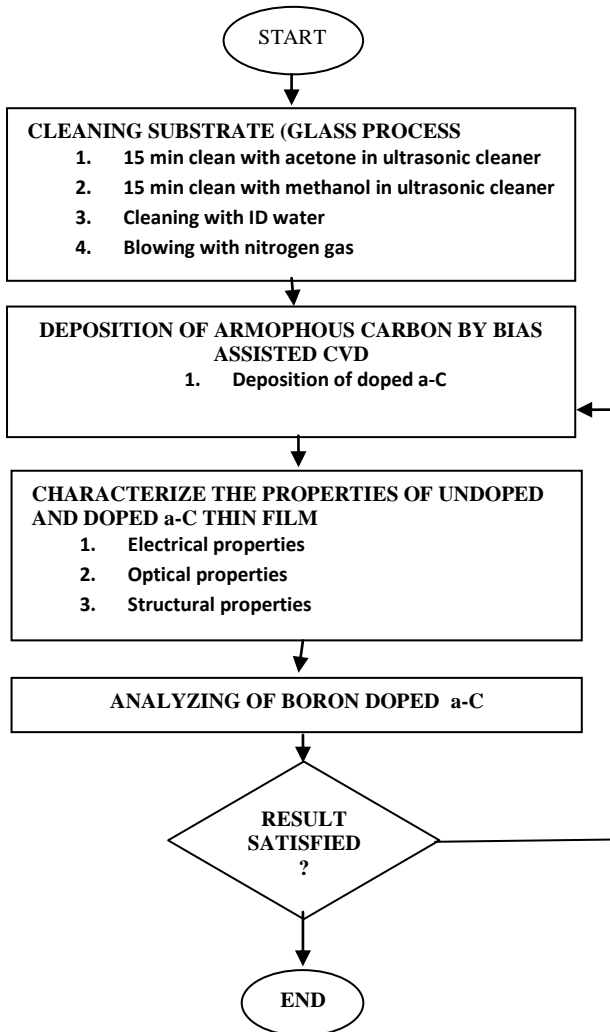 START
CLEANING SUBSTRATE (GLASS PROCESS
1. 15 min clean with acetone in ultrasonic cleaner
2. 15 min clean with methanol in ultrasonic cleaner
3. Cleaning with ID water
4. Blowing with nitrogen gas
DEPOSITION OF ARMOPHOUS CARBON BY BIAS
ASSISTED CVD
1. Deposition of doped a-C
CHARACTERIZE THE PROPERTIES OF UNDOPED
AND DOPED a-C THIN FILM
1. Electrical properties
2. Optical properties
3. Structural properties
ANALYZING OF BORON DOPED a-C
RESULT
SATISFIED
?
END